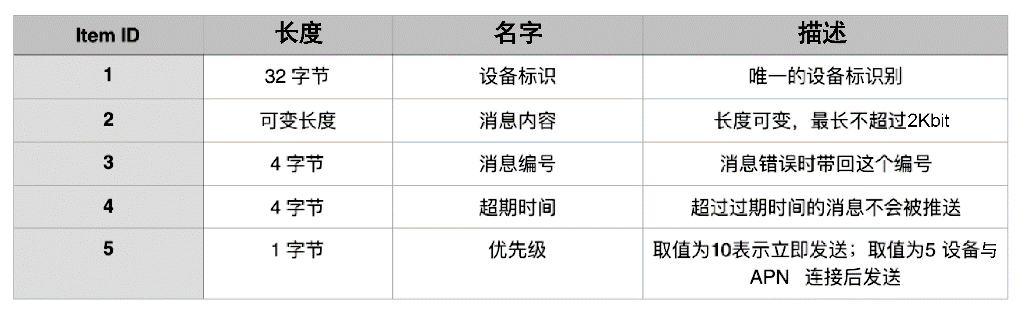 Item ID 长度 名字 描述
1 32 字节 设备标识 唯一的设备标识别
2 可变长度 消息内容 长度可变，最长不超过2Kbit
3 4 字节 消息编号 消息错误时带回这个编号
4 4 字节 超期时间 超过过期时间的消息不会被推送
5 1 字节 优先级 取值为10表示立即发送；取值为5 设备与
APN 连接后发送